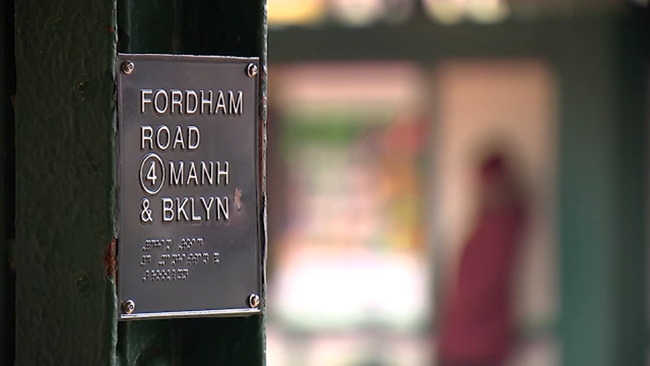 FORDHAM
ROAD
④ MANH
& BKLYN